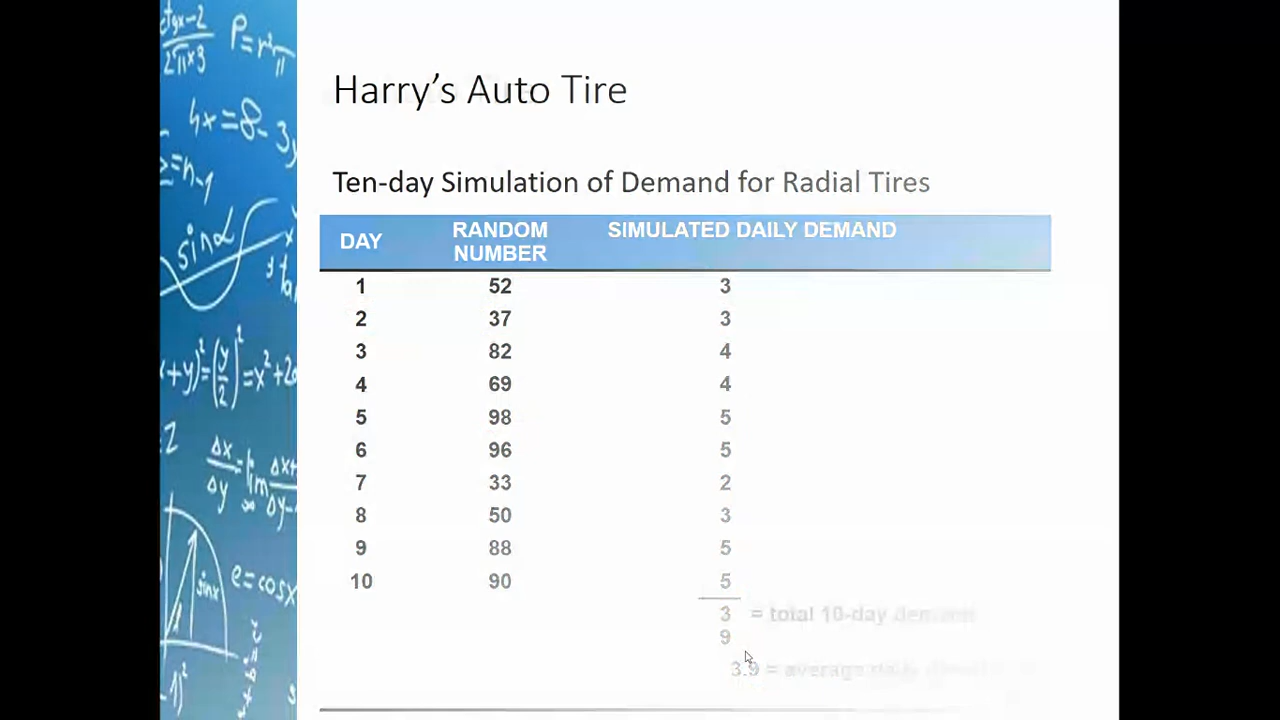 Harry's Auto Tire
Ten-day Simulation of Demand for Radial Tires
DAY RANDOM NUMBER SIMULATED DAILY DEMAND
1 52 3
2 37 3
3 82 4
4 69 4
5 98 5
6 96 5
7 33 2
8 50 3
9 88 5
10 90 5
3 = total 10-day demand
9
3.9 = average daily